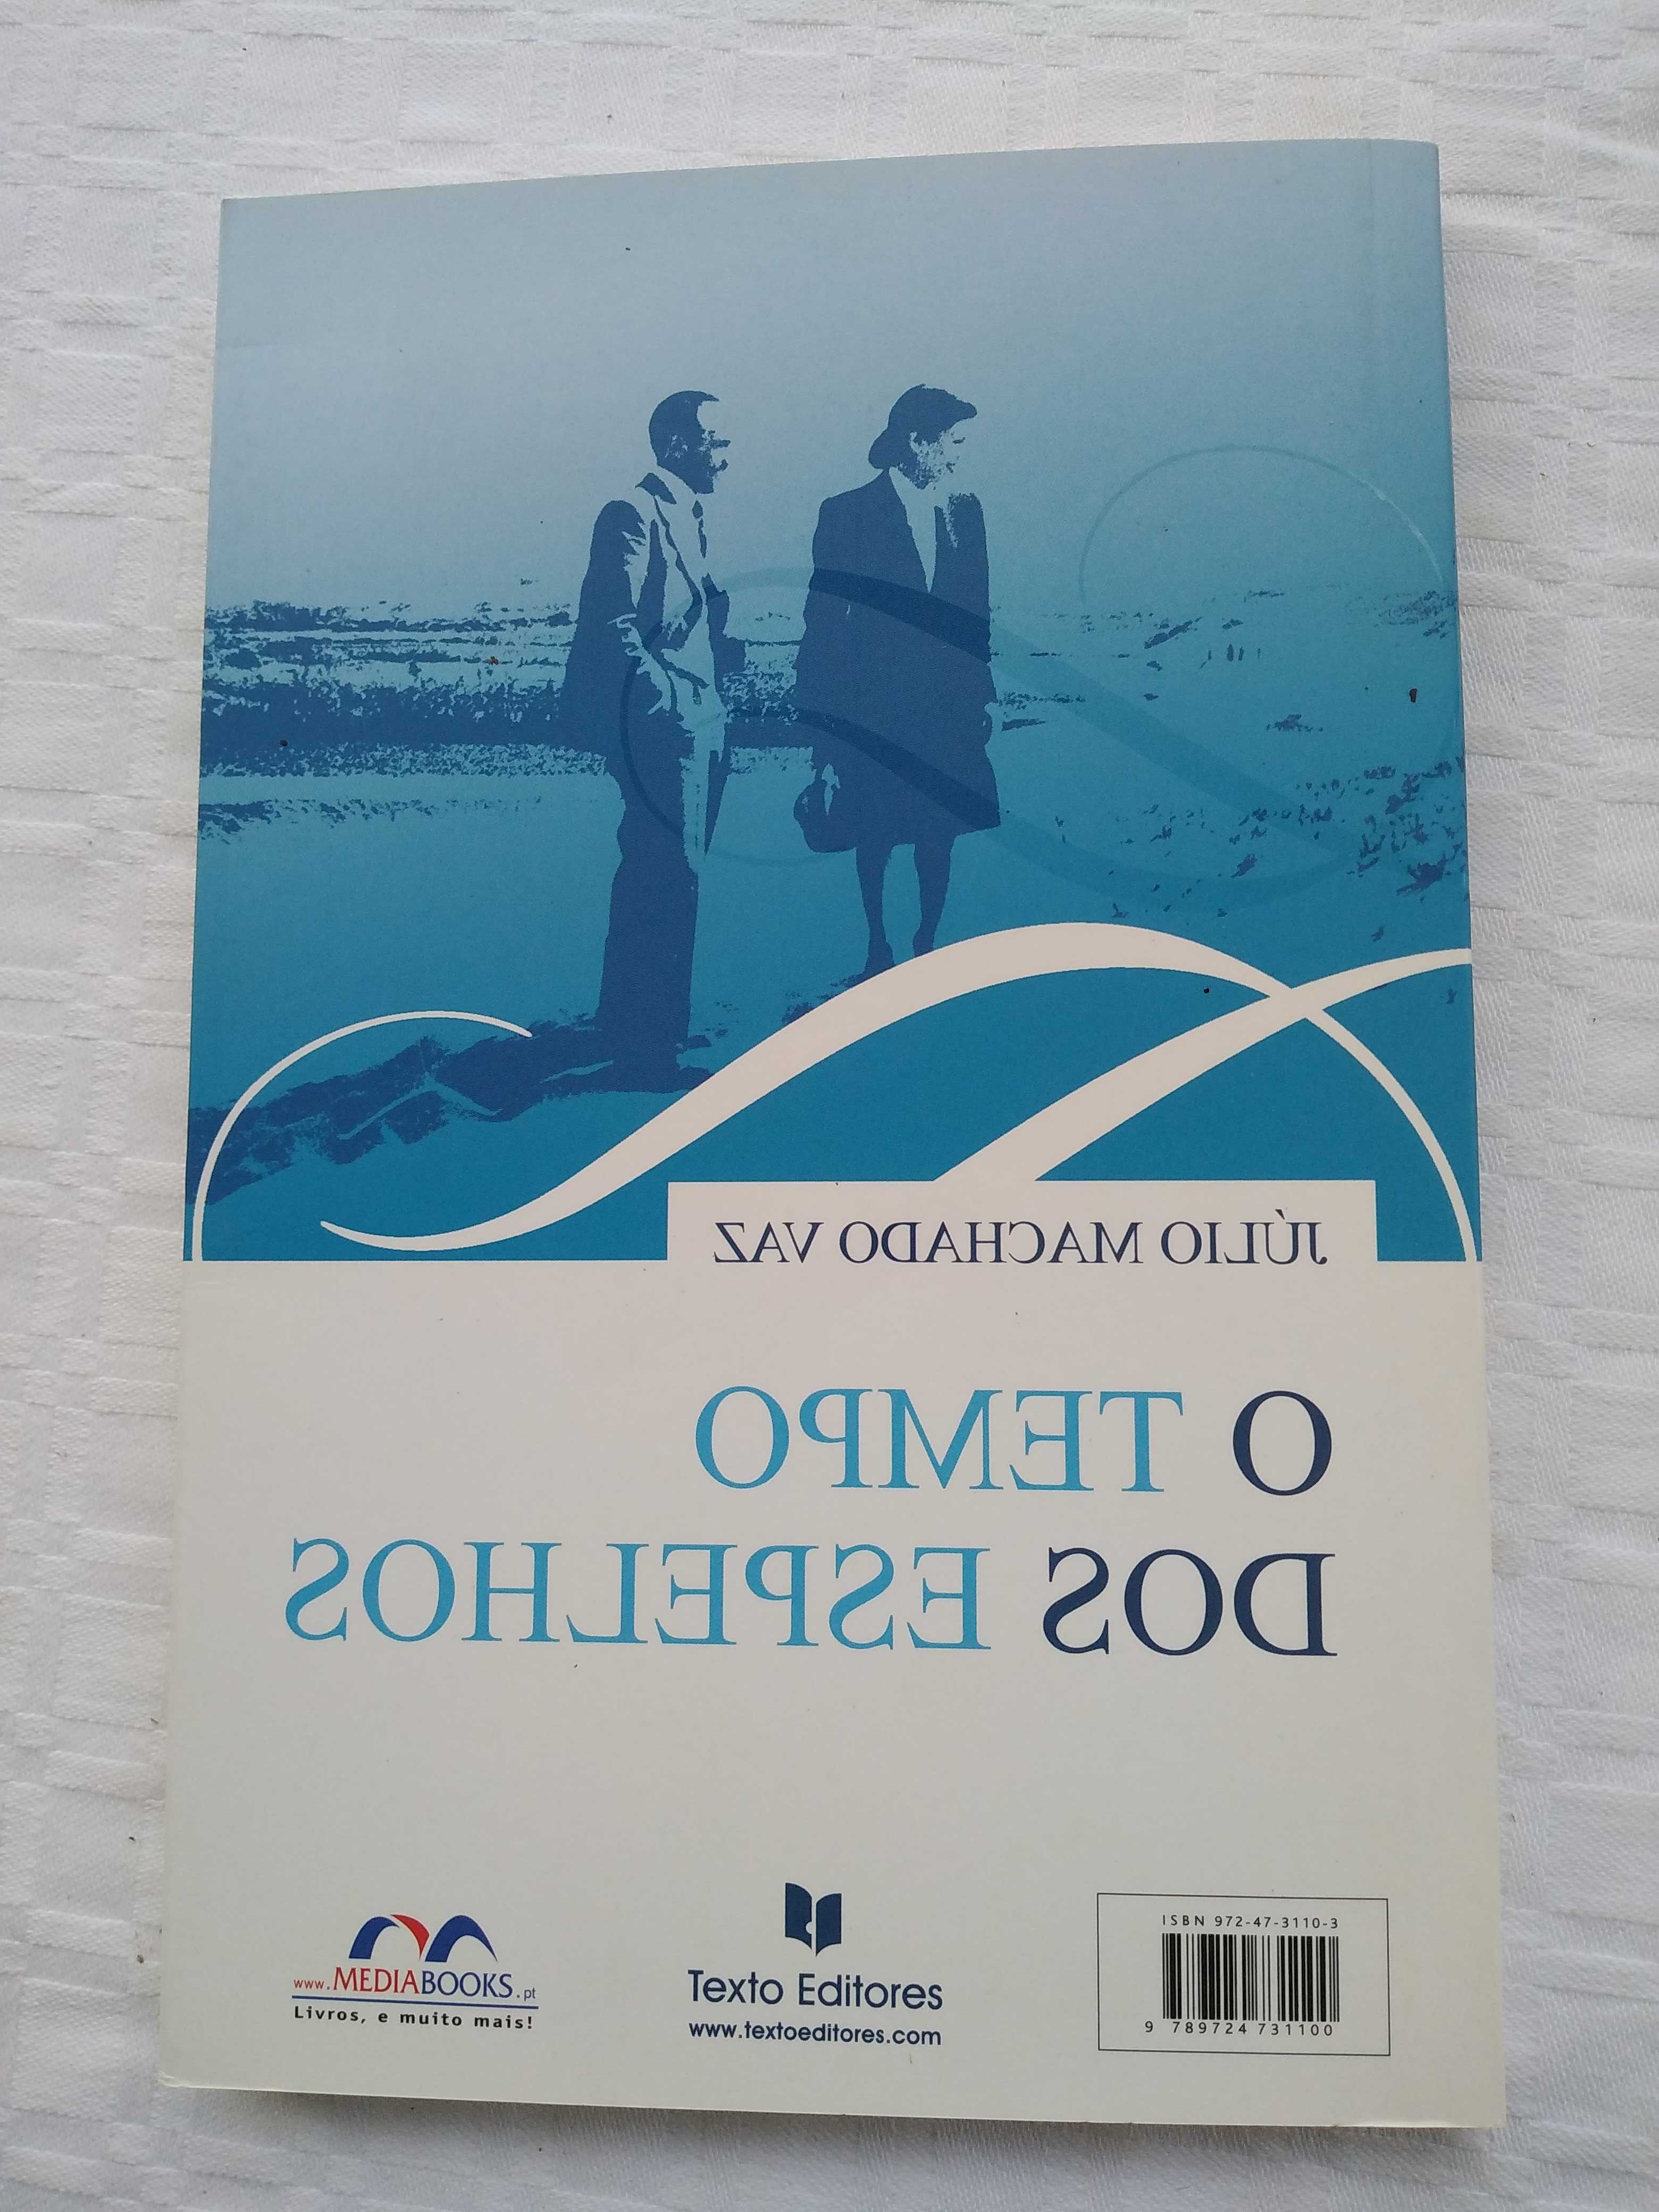 JÚLIO MACHADO VAZ
O TEMPO
DOS ESPELHOS
www.MEDIABOOKS.pt
Livros, e muito mais!
Texto Editores
www.textoeditores.com
ISBN 972-47-3110-3
9 789724 731100